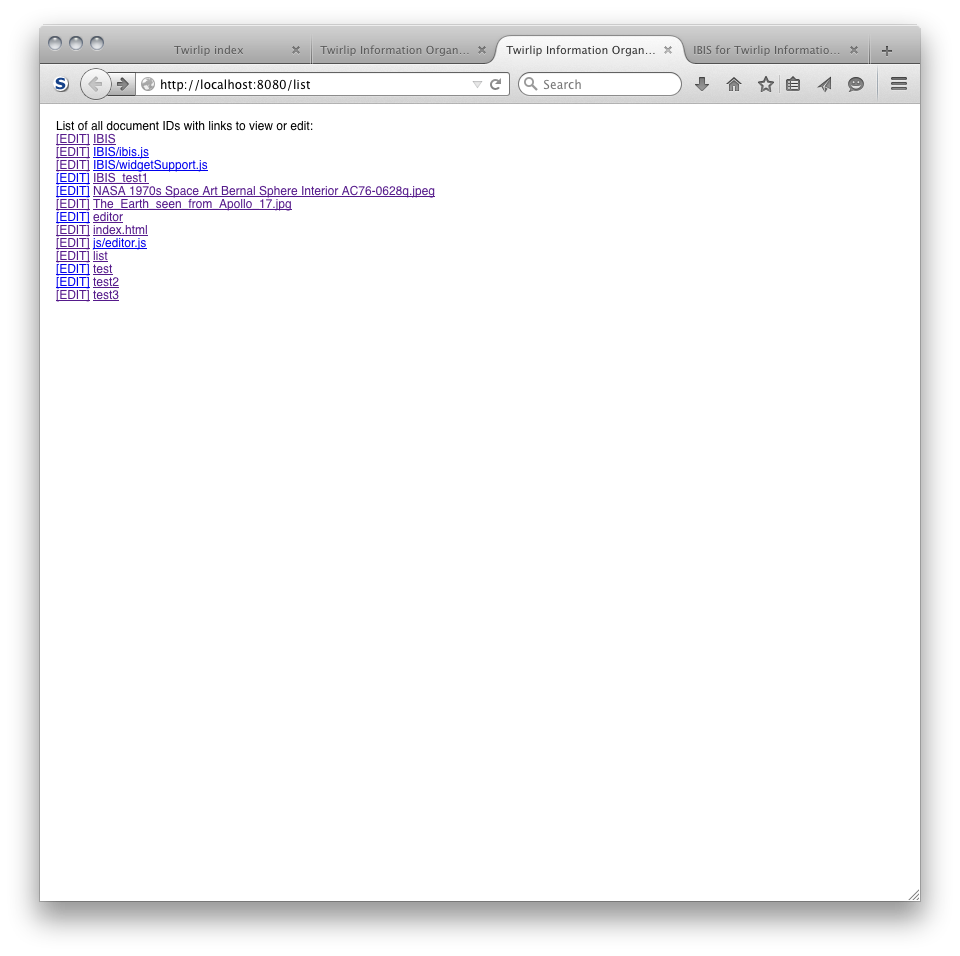 Twirlip index
Twirlip Information Organ...
Twirlip Information Organ...
IBIS for Twirlip Informatio...
S
http://localhost:8080/list
Search
List of all document IDs with links to view or edit:
[EDIT] IBIS
[EDIT] IBIS/ibis.js
[EDIT] IBIS/widgetSupport.js
[EDIT] IBIS_test1
[EDIT] NASA 1970s Space Art Bernal Sphere Interior AC76-0628g.jpeg
[EDIT] The_Earth_seen_from_Apollo_17.jpg
[EDIT] editor
[EDIT] index.html
[EDIT] js/editor.js
[EDIT] list
[EDIT] test
[EDIT] test2
[EDIT] test3